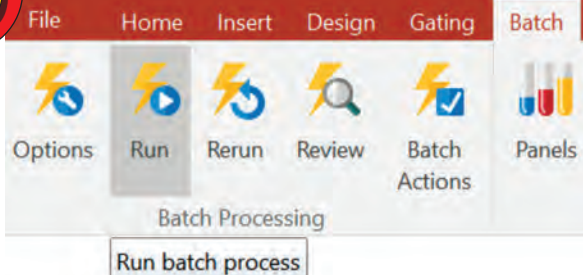 File Home Insert Design Gating Batch
Options Run Rerun Review Batch Actions Panels
Batch Processing
Run batch process